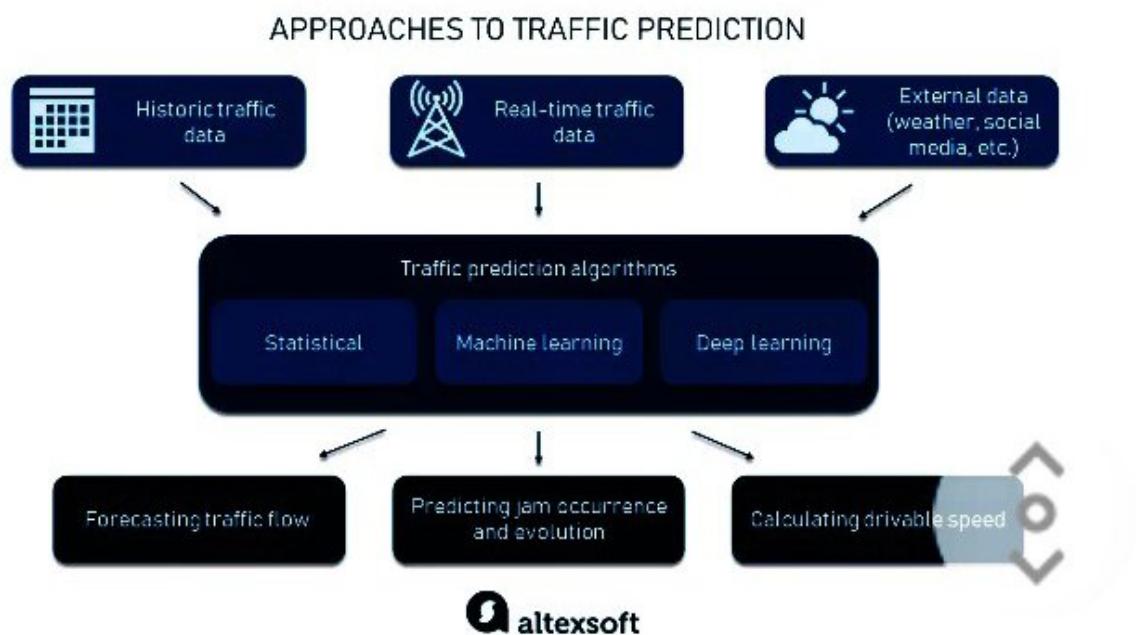 APPROACHES TO TRAFFIC PREDICTION
Historic traffic
data
Real-time traffic
data
External data
(weather, social
media, etc.)
Traffic prediction algorithms
Statistical
Machine learning
Deep learning
Forecasting traffic flow
Predicting jam occurrence
and evolution
Calculating drivable speed
altexsoft